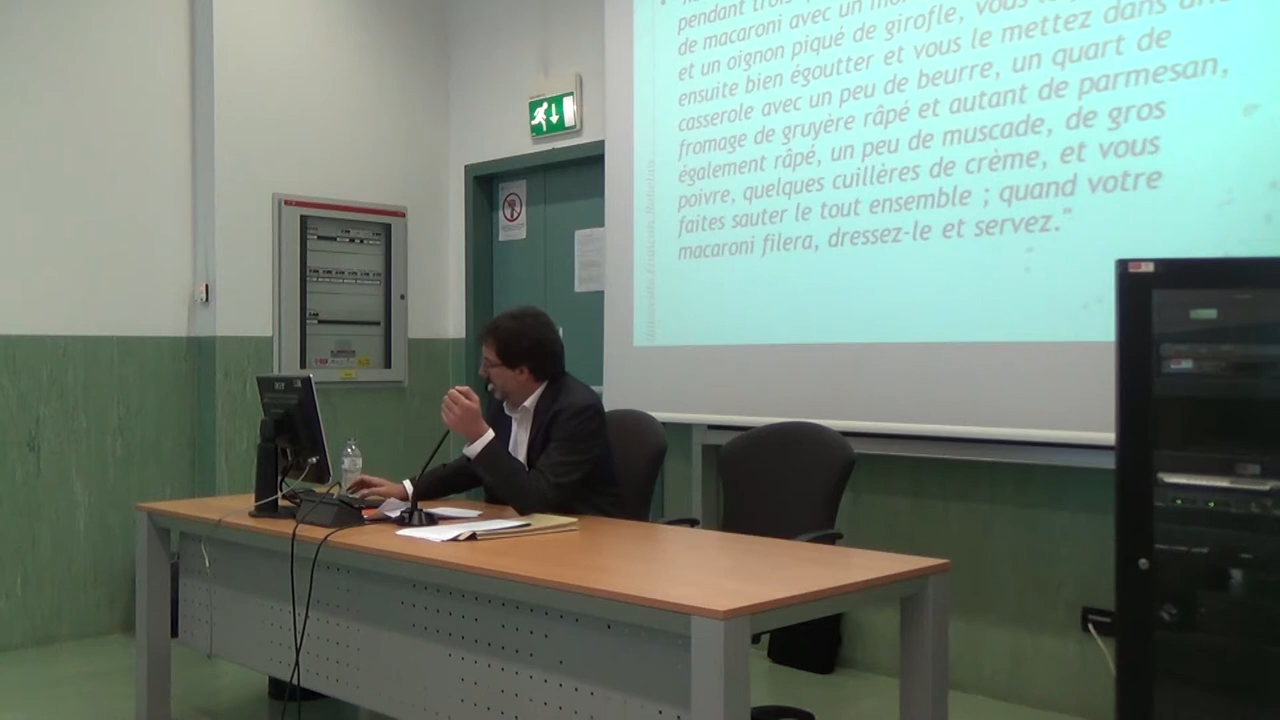 pendant trois
de macaroni avec un
et un oignon piqué de girofle, vous
ensuite bien égoutter et vous le mettez dans une
casserole avec un peu de beurre, un quart de
fromage de gruyère râpé et autant de parmesan,
également râpé, un peu de muscade, de gros
poivre, quelques cuillères de crème, et vous
faites sauter le tout ensemble ; quand votre
macaroni filera, dressez-le et servez."
acer